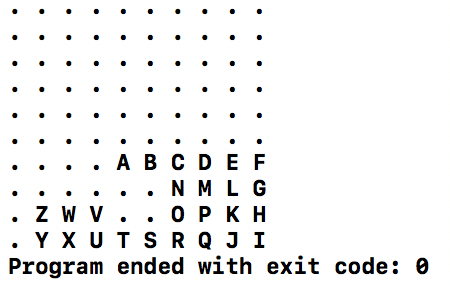 . . . . . . . . . .
. . . . . . . . . .
. . . . . . . . . .
. . . . . . . . . .
. . . . . . . . . .
. . . . . . . . . .
. . . . A B C D E F
. . . . . . N M L G
. Z W V . . O P K H
. Y X U T S R Q J I
Program ended with exit code: 0